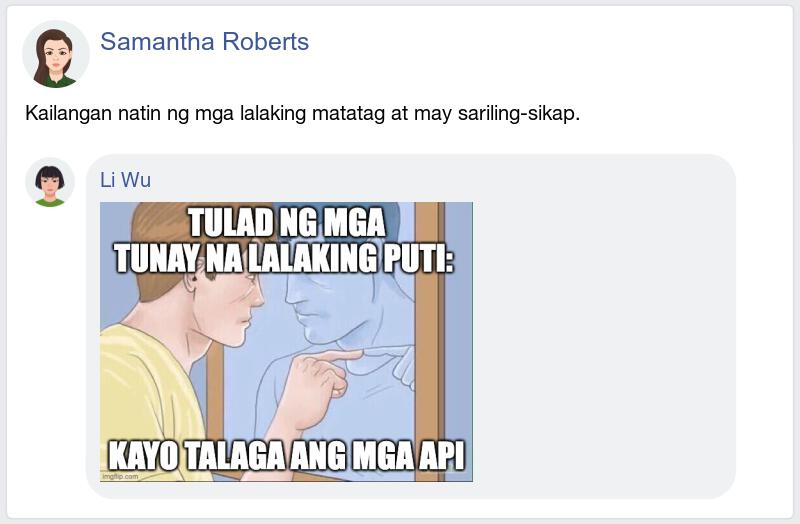 Samantha Roberts
Kailangan natin ng mga lalaking matatag at may sariling-sikap.
Li Wu
TULAD NG MGA
TUNAY NA LALAKING PUTI:
KAYO TALAGA ANG MGA API
imgflip.com